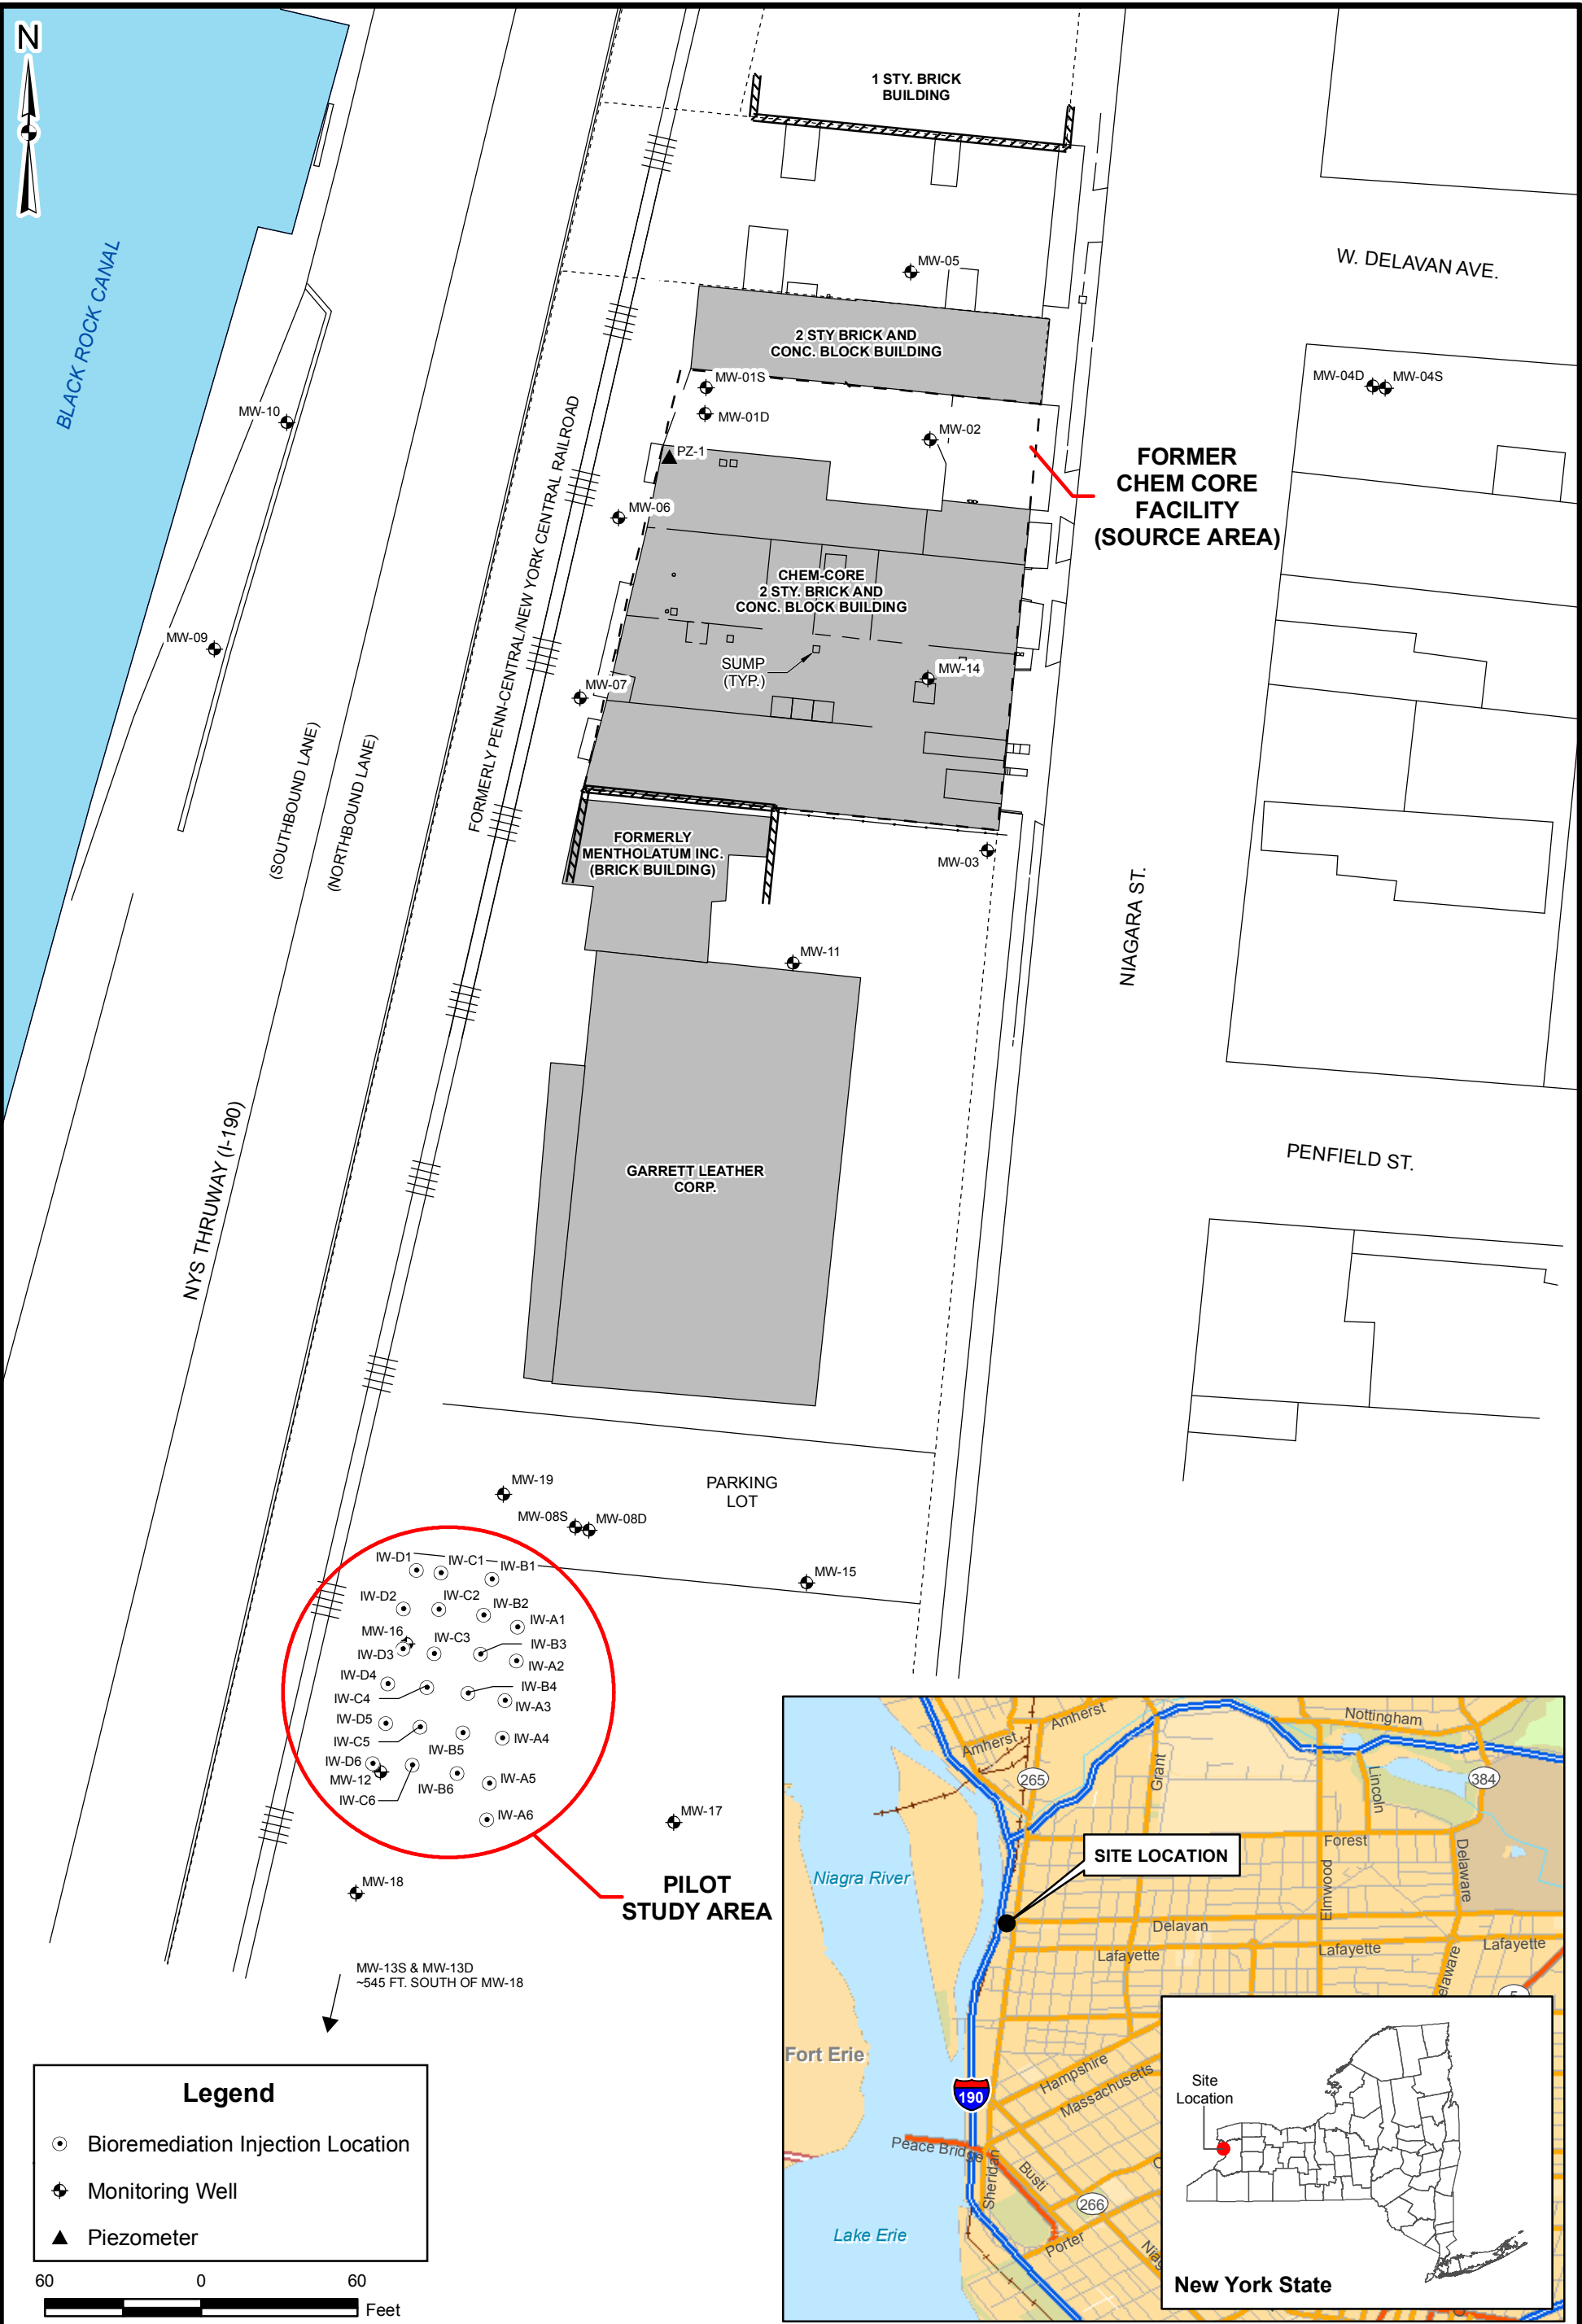 N
1 STY. BRICK
BUILDING
BLACK ROCK CANAL
W. DELAVAN AVE.
MW-05
2 STY BRICK AND
CONC. BLOCK BUILDING
MW-01S
MW-01D
MW-04D
MW-04S
MW-10
MW-02
PZ-1
FORMER
CHEM CORE
FACILITY
(SOURCE AREA)
MW-06
FORMERLY PENN-CENTRAL/NEW YORK CENTRAL RAILROAD
CHEM-CORE
2 STY. BRICK AND
CONC. BLOCK BUILDING
MW-09
SUMP
(TYP.)
MW-14
MW-07
(SOUTHBOUND LANE)
(NORTHBOUND LANE)
FORMERLY
MENTHOLATUM INC.
(BRICK BUILDING)
MW-03
NIAGARA ST.
MW-11
NYS THRUWAY (I-190)
PENFIELD ST.
GARRETT LEATHER
CORP.
MW-19
PARKING
LOT
MW-08S
MW-08D
MW-15
IW-D1
IW-C1
IW-B1
IW-D2
IW-C2
IW-B2
IW-A1
MW-16
IW-C3
IW-B3
IW-D3
IW-A2
IW-D4
IW-B4
IW-C4
IW-A3
IW-D5
IW-C5
IW-A4
IW-B5
IW-D6
MW-12
IW-B6
IW-A5
IW-C6
IW-A6
MW-17
MW-18
PILOT
STUDY AREA
MW-13S & MW-13D
~545 FT. SOUTH OF MW-18
Legend
Bioremediation Injection Location
Monitoring Well
Piezometer
60 0 60
Feet
Amherst
Amherst
Nottingham
265
Grant
Lincoln
384
Forest
SITE LOCATION
Delaware
Elmwood
Niagra River
Delavan
Lafayette
Lafayette
Lafayette
elaware
5
Fort Erie
Hampshire
Massachusetts
190
Peace Bridge
Sheridan
Busti
266
Porter
Lake Erie
Niag
Site
Location
New York State